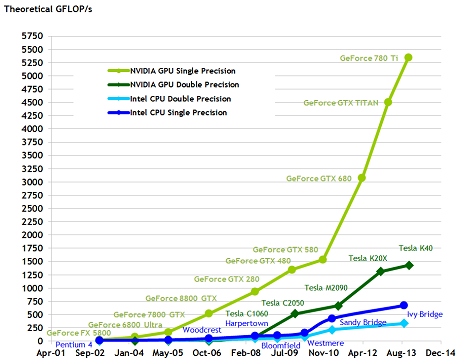 Theoretical GFLOP/s
5750
5500
5250
5000
4750
4500
4250
4000
3750
3500
3250
3000
2750
2500
2250
2000
1750
1500
1250
1000
750
500
250
0
NVIDIA GPU Single Precision
NVIDIA GPU Double Precision
Intel CPU Double Precision
Intel CPU Single Precision
GeForce 780 Ti
GeForce GTX TITAN
GeForce GTX 680
GeForce GTX 580
GeForce GTX 480
GeForce GTX 280
GeForce 8800 GTX
GeForce 7800 GTX
GeForce 6800 Ultra
GeForce FX 5800
Tesla K40
Tesla K20X
Tesla M2090
Tesla C2050
Tesla C1060
Woodcrest
Harpertown
Pentium 4
Bloomfield
Westmere
Sandy Bridge
Ivy Bridge
Apr-01 Sep-02 Jan-04 May-05 Oct-06 Feb-08 Jul-09 Nov-10 Apr-12 Aug-13 Dec-14